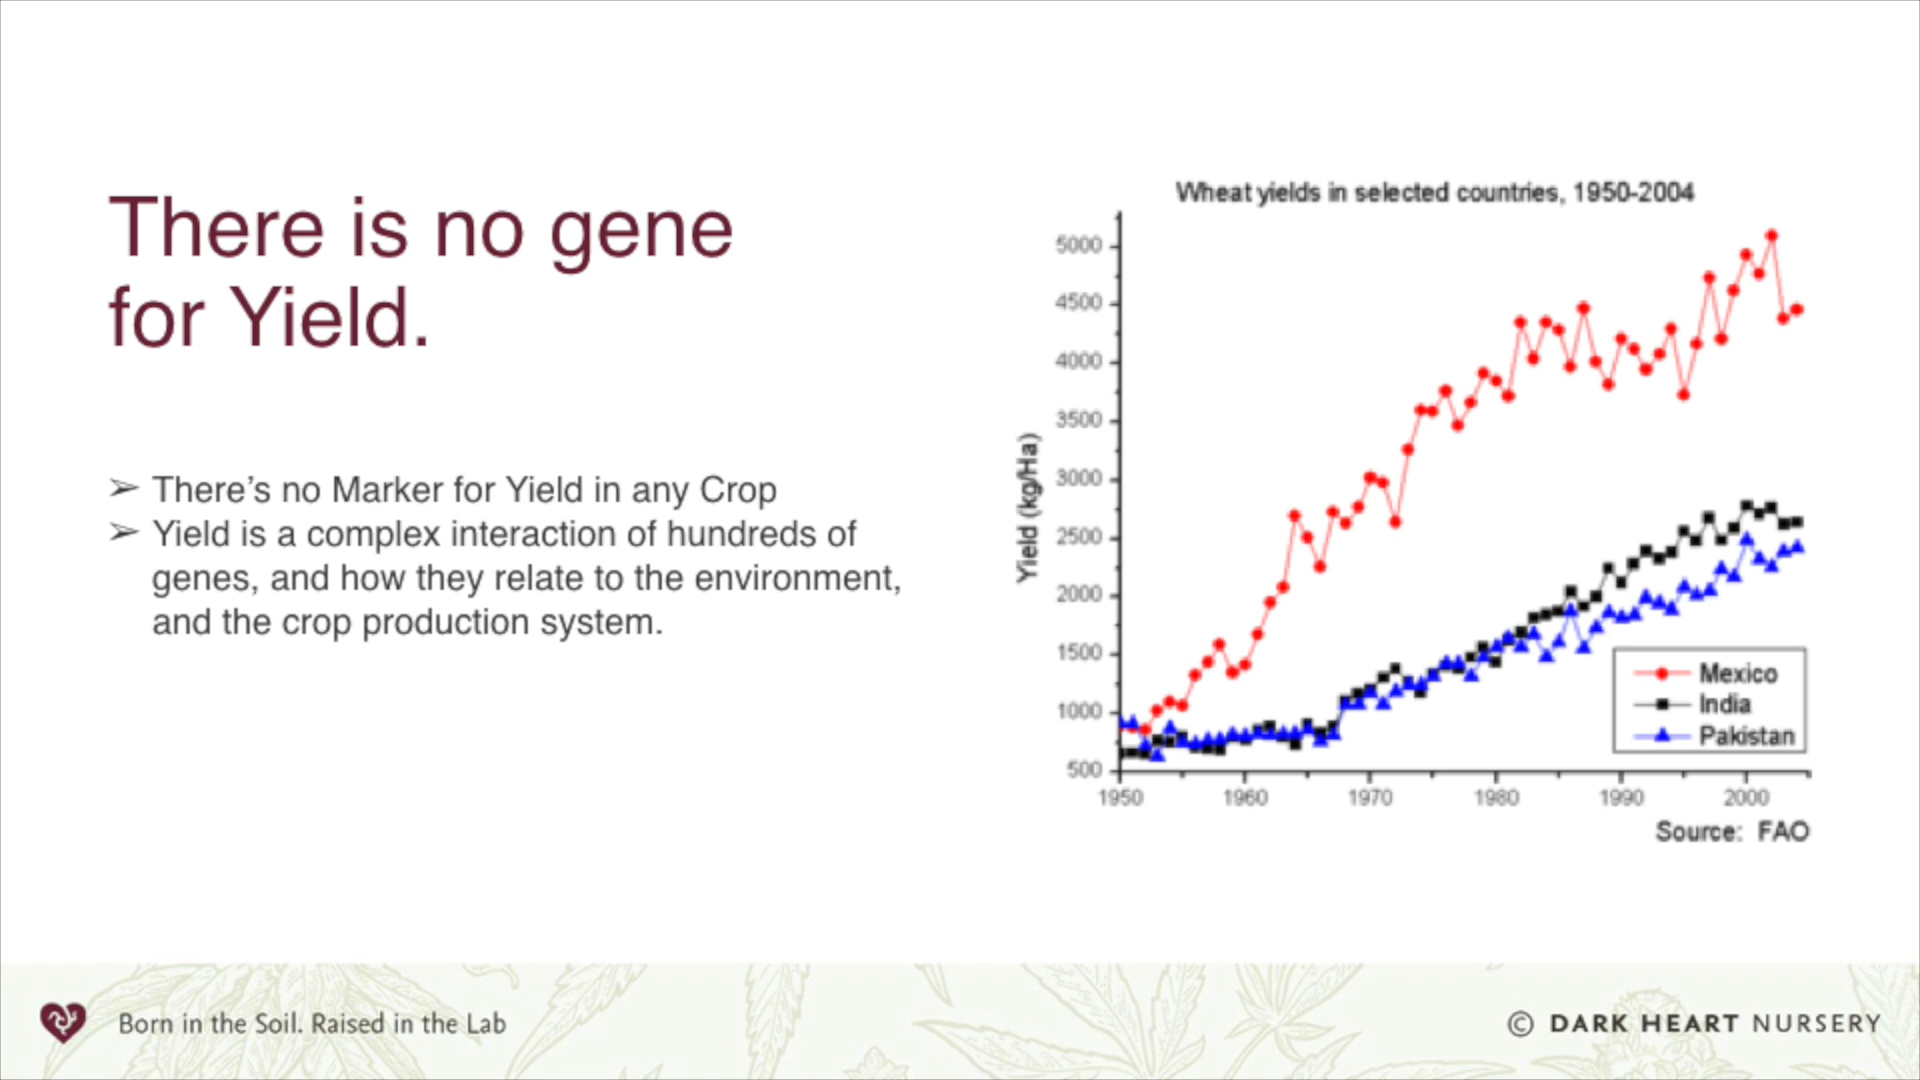 There is no gene
for Yield.
➢ There’s no Marker for Yield in any Crop
➢ Yield is a complex interaction of hundreds of
genes, and how they relate to the environment,
and the crop production system.
Wheat yields in selected countries, 1950-2004
Yield (kg/Ha)
5000
4500
4000
3500
3000
2500
2000
1500
1000
500
1950 1960 1970 1980 1990 2000
Mexico
India
Pakistan
Source: FAO
Born in the Soil. Raised in the Lab
© DARK HEART NURSERY